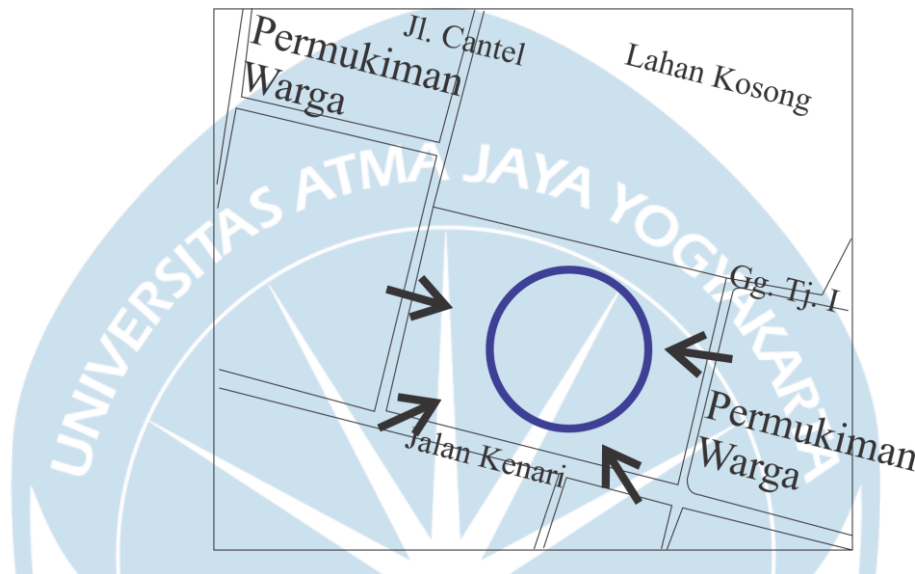 Jl. Cantel
Permukiman
Warga
Lahan Kosong
UNIVERSITAS ATMA JAYA YOGYAKARTA
Gg. Tj. I
Permukiman
Warga
Jalan Kenari